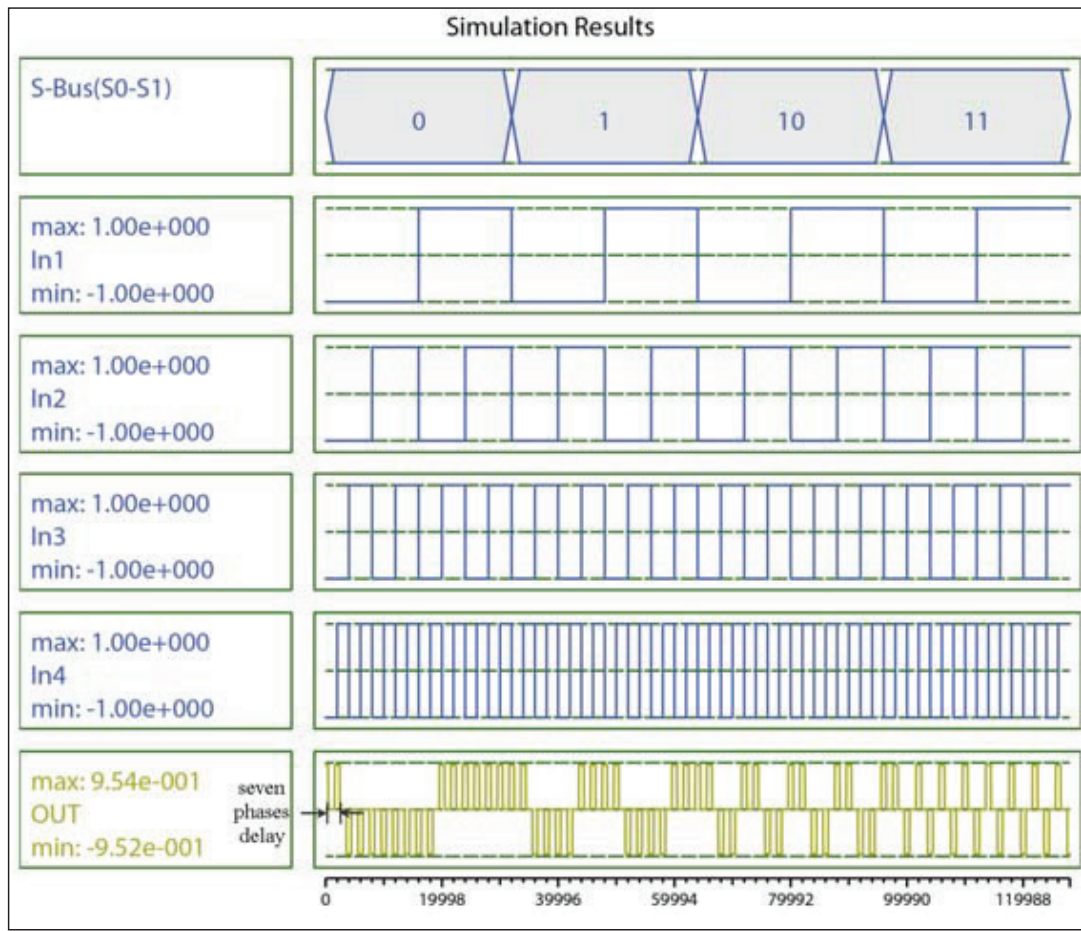 Simulation Results
S-Bus(S0-S1)
0 1 10 11
max: 1.00e+000
In1
min: -1.00e+000
max: 1.00e+000
In2
min: -1.00e+000
max: 1.00e+000
In3
min: -1.00e+000
max: 1.00e+000
In4
min: -1.00e+000
max: 9.54e-001
OUT
min: -9.52e-001
seven
phases
delay
0 19998 39996 59994 79992 99990 119988